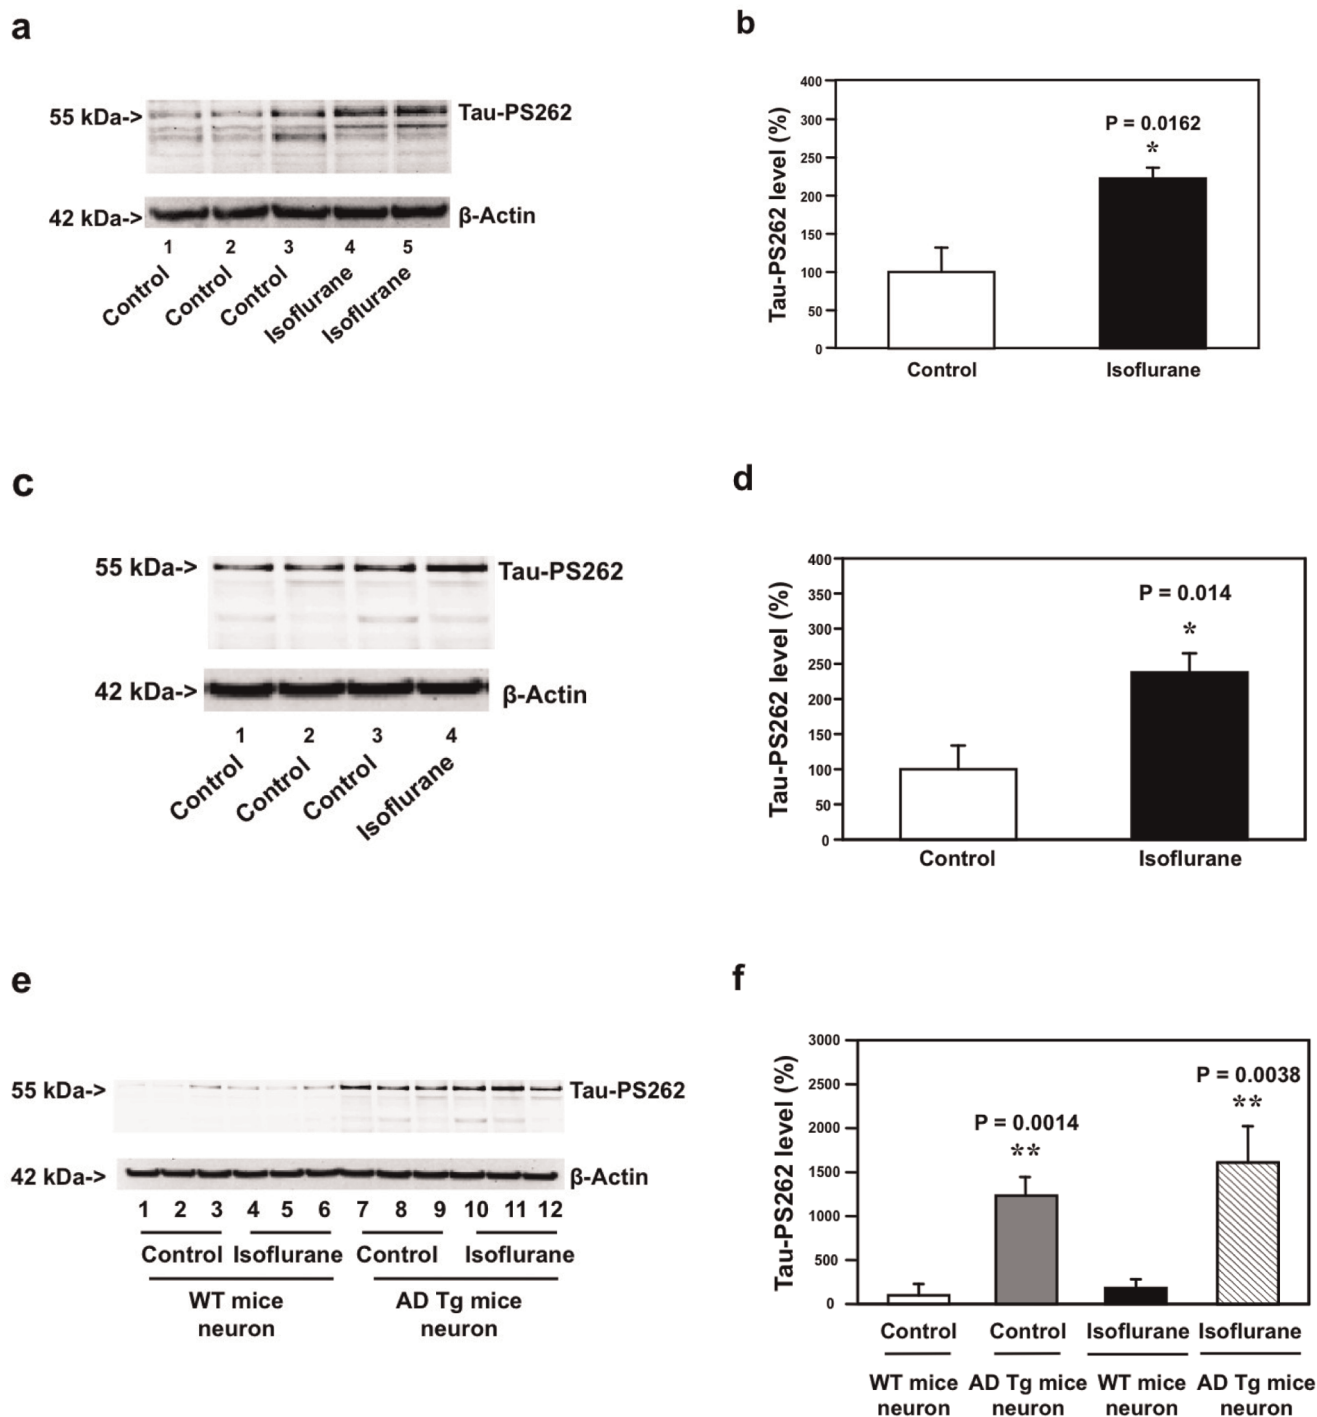 a
55 kDa-> Tau-PS262
42 kDa-> β-Actin
1 2 3 4 5
Control Control Control Isoflurane Isoflurane
b
Tau-PS262 level (%)
400
300
250
200
150
100
50
0
P = 0.0162
*
Control Isoflurane
c
55 kDa-> Tau-PS262
42 kDa-> β-Actin
1 2 3 4
Control Control Control Isoflurane
d
Tau-PS262 level (%)
400
350
300
250
200
150
100
50
0
P = 0.014
*
Control Isoflurane
e
55 kDa-> Tau-PS262
42 kDa-> β-Actin
1 2 3 4 5 6 7 8 9 10 11 12
Control Isoflurane Control Isoflurane
WT mice AD Tg mice
neuron neuron
f
Tau-PS262 level (%)
3000
2500
2000
1500
1000
500
0
P = 0.0014
**
P = 0.0038
**
Control Control Isoflurane Isoflurane
WT mice AD Tg mice WT mice AD Tg mice
neuron neuron neuron neuron